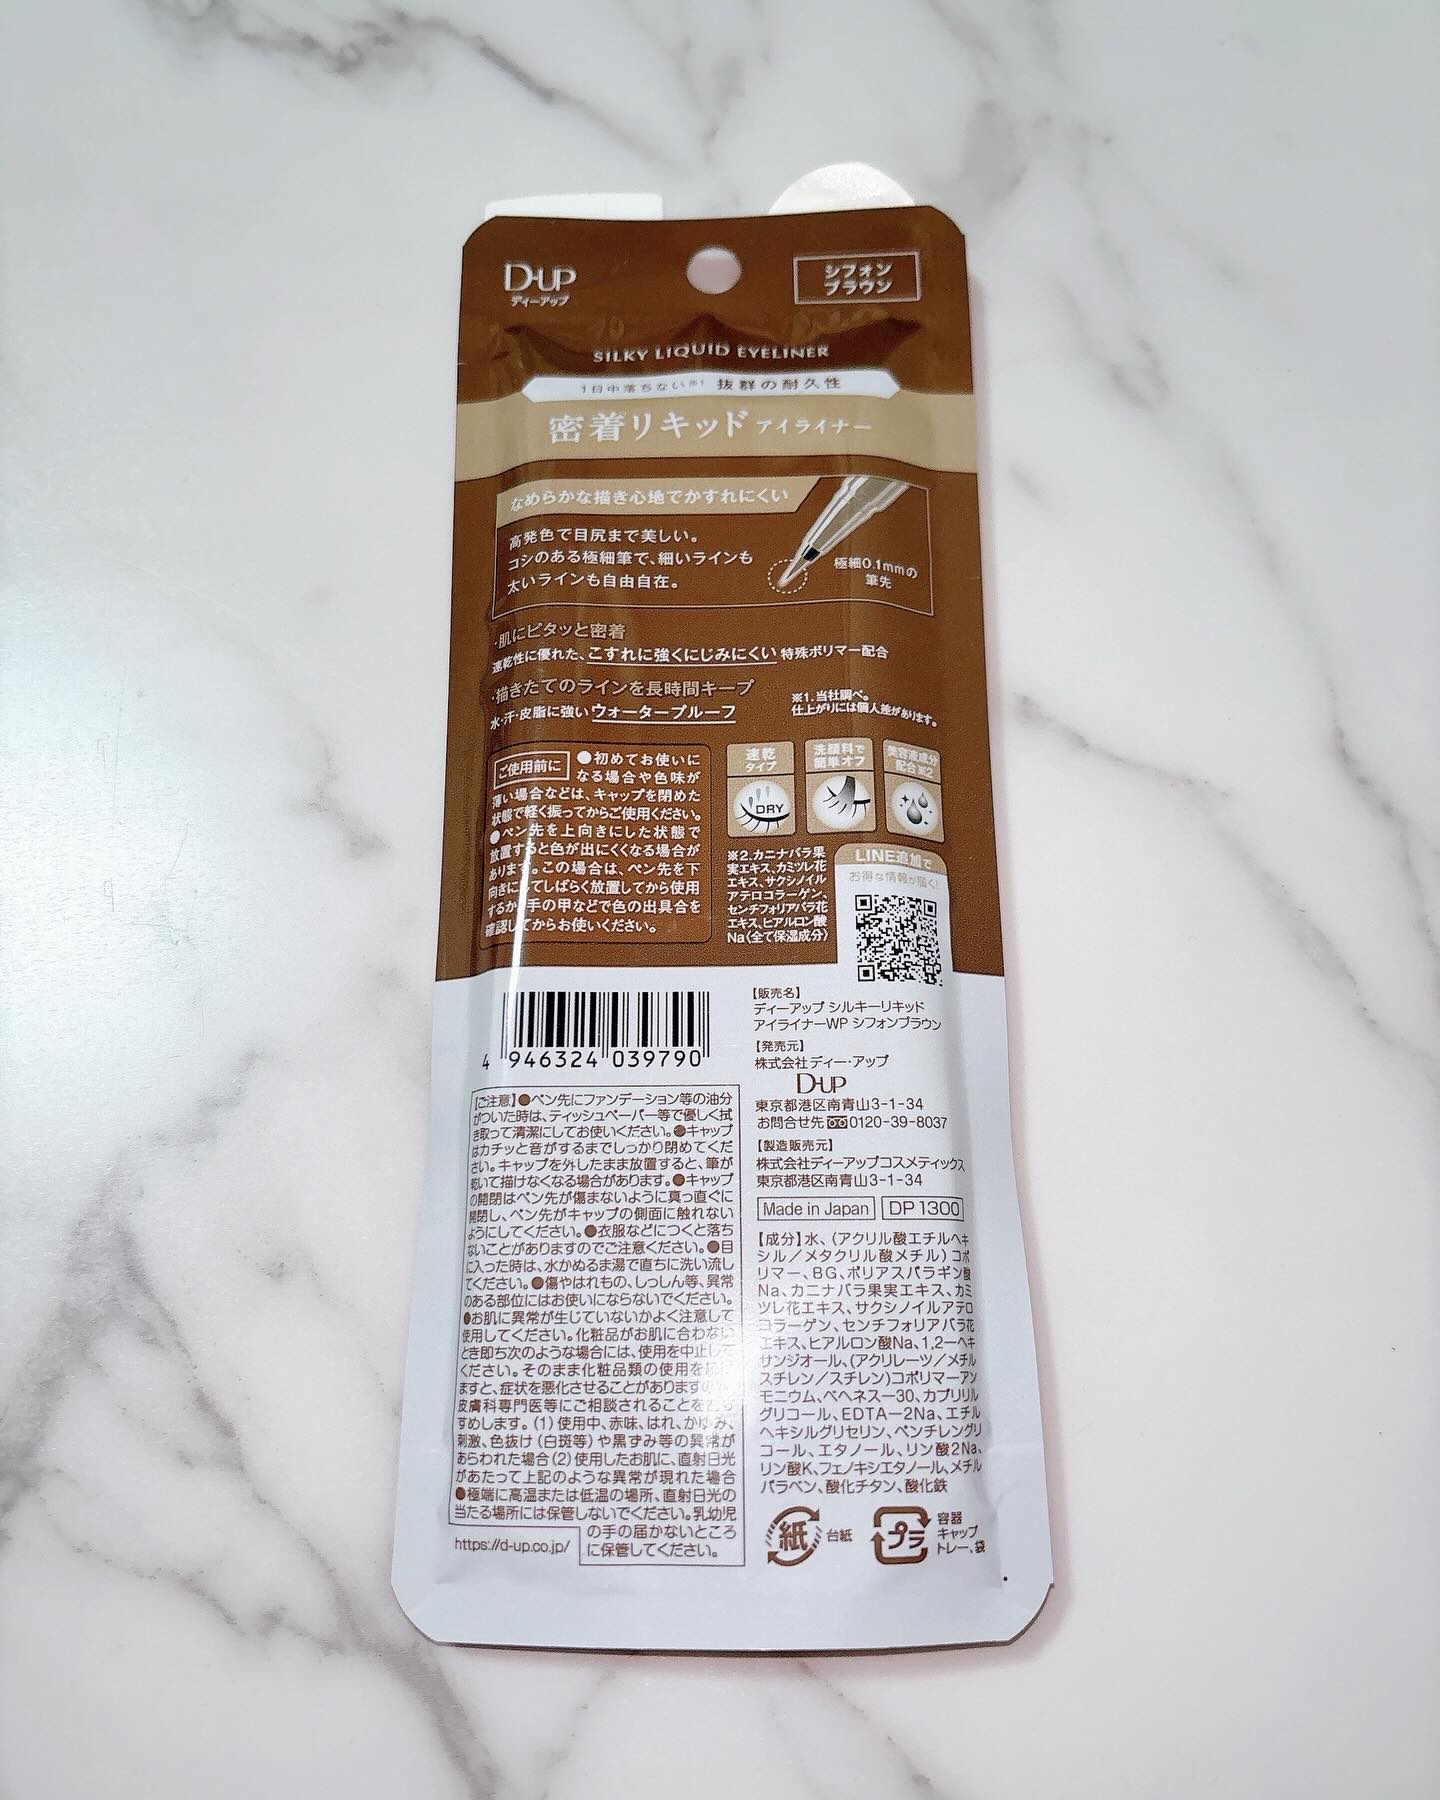 D-UP
ディーアップ
シフォン
ブラウン
SILKY LIQUID EYELINER
1日中落ちない※1 抜群の耐久性
密着リキッド アイライナー
なめらかな描き心地でかすれにくい
高発色で目尻まで美しい。
コシのある極細筆で、細いラインも
太いラインも自由自在。
極細0.1mmの
筆先
・肌にピタッと密着
速乾性に優れた、こすれに強くにじみにくい 特殊ポリマー配合
・描きたてのラインを長時間キープ
水・汗・皮脂に強いウォータープルーフ
※1.当社調べ。
仕上がりには個人差があります。
ご使用前に ●初めてお使いに
なる場合や色味が
薄い場合などは、キャップを閉めた
状態で軽く振ってからご使用ください。
●ペン先を上向きにした状態で
放置すると色が出にくくなる場合が
あります。この場合は、ペン先を下
向きにしてしばらく放置してから使用
するか手の甲などで色の出具合を
確認してからお使いください。
速乾
タイプ
DRY
洗顔料で
簡単オフ
美容液成分
配合※2
※2.カニナバラ果
実エキス、カミツレ花
エキス、サクシノイル
アテロコラーゲン、
センチフォリアバラ花
エキス、ヒアルロン酸
Na〈全て保湿成分〉
LINE追加で
お得な情報が届く!
4 946324 039790
【販売名】
ディーアップ シルキーリキッド
アイライナーWP シフォンブラウン
【発売元】
株式会社ディー・アップ
D-UP
東京都港区南青山3-1-34
お問合せ先 0120-39-8037
【製造販売元】
株式会社ディーアップコスメティックス
東京都港区南青山3-1-34
Made in Japan DP 1300
【ご注意】●ペン先にファンデーション等の油分
がついた時は、ティッシュペーパー等で優しく拭
き取って清潔にしてお使いください。●キャップ
はカチッと音がするまでしっかり閉めてくだ
さい。キャップを外したまま放置すると、筆が
乾いて描けなくなる場合があります。●キャップ
の開閉はペン先が傷まないように真っ直ぐに
開閉し、ペン先がキャップの側面に触れない
ようにしてください。●衣服などにつくと落ち
ないことがありますのでご注意ください。●目
に入った時は、水かぬるま湯で直ちに洗い流し
てください。●傷やはれもの、しっしん等、異常
のある部位にはお使いにならないでください。
●お肌に異常が生じていないかよく注意して
使用してください。化粧品がお肌に合わない
とき即ち次のような場合には、使用を中止し
ください。そのまま化粧品類の使用を
ますと、症状を悪化させることがありますの
皮膚科専門医等にご相談されることを
すめします。(1)使用中、赤味、はれ、かゆみ、
刺激、色抜け(白斑等)や黒ずみ等の異常が
あらわれた場合(2)使用したお肌に、直射日光
があたって上記のような異常が現れた場合
●極端に高温または低温の場所、直射日光の
当たる場所には保管しないでください。乳幼児
の手の届かないところ
に保管してください。
https://d-up.co.jp/
【成分】水、(アクリル酸エチルヘキ
シル/メタクリル酸メチル)コポ
リマー、BG、ポリアスパラギン酸
Na、カニナバラ果実エキス、カミ
ツレ花エキス、サクシノイルアテロ
コラーゲン、センチフォリアバラ花
エキス、ヒアルロン酸Na、1,2-ヘキ
サンジオール、(アクリレーツ/メチル
スチレン/スチレン)コポリマーアン
モニウム、ベヘネス-30、カプリリル
グリコール、EDTA-2Na、エチル
ヘキシルグリセリン、ペンチレングリ
コール、エタノール、リン酸2Na、
リン酸K、フェノキシエタノール、メチル
パラベン、酸化チタン、酸化鉄
紙
台紙
プラ
容器
キャップ
トレー、袋